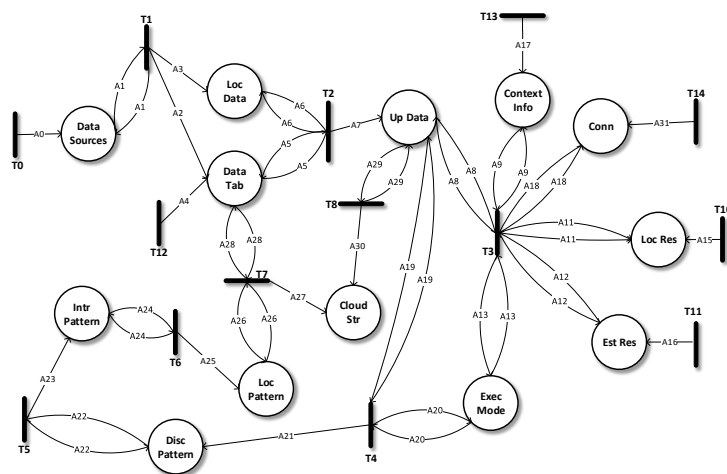 T13
T1
A17
A3
Loc
Data
A6
A6
T2
Context
Info
T14
A1
A1
A2
Up Data
A7
Conn
A31
Data
Sources
A0
T0
A5
A5
A9
A9
A29
A29
A8
A8
A18
A18
Data
Tab
A4
T12
T8
T3
A11
A11
Loc Res
A15
A28
A28
A30
A19
A19
T7
A27
Cloud
Str
A12
A12
T11
A13
A13
Est Res
A16
Intr
Pattern
A24
A24
T6
A26
A26
A25
Loc
Pattern
A23
Exec
Mode
T5
A22
A22
A20
A20
Disc
Pattern
A21
T4